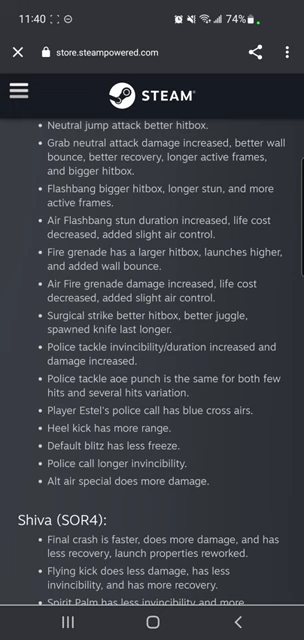 11:40
74%
store.steampowered.com
STEAM
• Neutral jump attack better hitbox.
• Grab neutral attack damage increased, better wall
bounce, better recovery, longer active frames,
and bigger hitbox.
• Flashbang bigger hitbox, longer stun, and more
active frames.
• Air Flashbang stun duration increased, life cost
decreased, added slight air control.
• Fire grenade has a larger hitbox, launches higher,
and added wall bounce.
• Air Fire grenade damage increased, life cost
decreased, added slight air control.
• Surgical strike better hitbox, better juggle,
spawned knife last longer.
• Police tackle invincibility/duration increased and
damage increased.
• Police tackle aoe punch is the same for both few
hits and several hits variation.
• Player Estel's police call has blue cross airs.
• Heel kick has more range.
• Default blitz has less freeze.
• Police call longer invincibility.
• Alt air special does more damage.
Shiva (SOR4):
• Final crash is faster, does more damage, and has
less recovery, launch properties reworked.
• Flying kick does less damage, has less
invincibility, and has more recovery.
• Spirit Palm has less invincibility and more